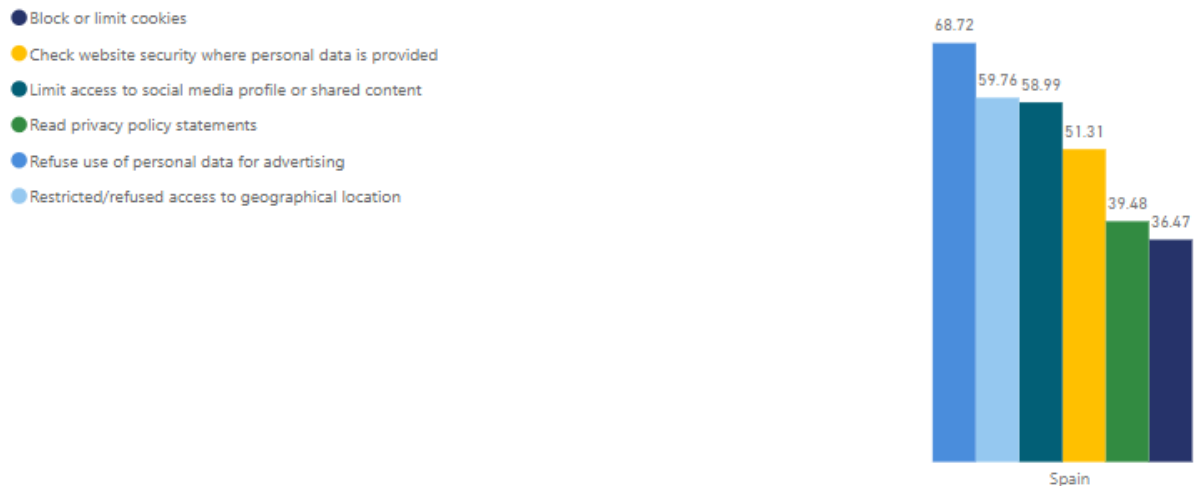 Block or limit cookies
Check website security where personal data is provided
Limit access to social media profile or shared content
Read privacy policy statements
Refuse use of personal data for advertising
Restricted/refused access to geographical location
68.72
59.76
58.99
51.31
39.48
36.47
Spain